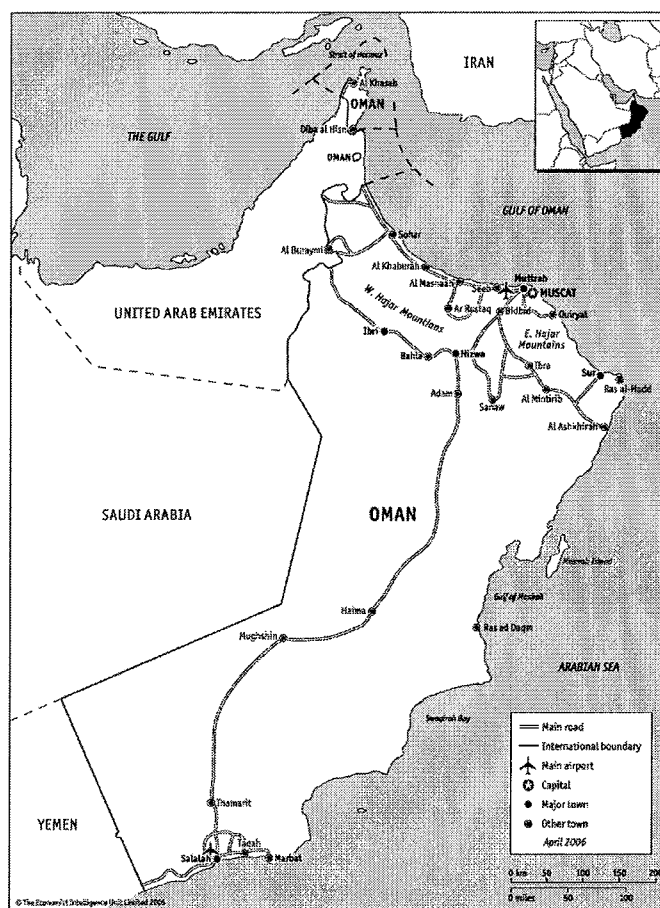 Strait of Hormuz
IRAN
Al Khasab
OMAN
THE GULF
Diba al Hisn
OMAN
GULF OF OMAN
Sohar
Al Buraymi
Al Khaburah
Al Masnaah
Seeb
Muttrah
MUSCAT
UNITED ARAB EMIRATES
W. Hajar Mountians
Ar Rustaq
Bidbid
Quiryat
E. Hajar
Mountains
Ibri
Bahla
Nizwa
Ibra
Sur
Ras al-Hadd
Adam
Sanaw
Al Mintirib
Al Ashkhirah
SAUDI ARABIA
OMAN
Masirah Island
Gulf of Masirah
Haima
Ras ad Duqm
Mughshin
ARABIAN SEA
Sawqirah Bay
Main road
International boundary
Main airport
Capital
Major town
Other town
April 2006
Thamarit
YEMEN
Taqah
Salalah
Marbat
0 km 50 100 150 200
0 miles 50 100
© The Economist Intelligence Unit Limited 2006